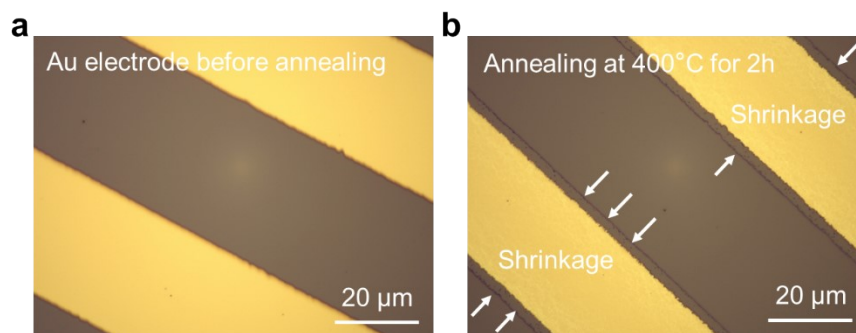 a
Au electrode before annealing
20 µm
b
Annealing at 400°C for 2h
Shrinkage
Shrinkage
20 µm